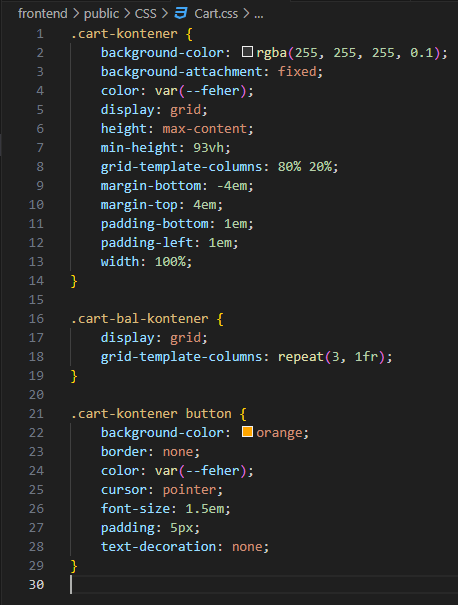 frontend > public > CSS > Cart.css > ...
1 .cart-kontener {
2     background-color: rgba(255, 255, 255, 0.1);
3     background-attachment: fixed;
4     color: var(--feher);
5     display: grid;
6     height: max-content;
7     min-height: 93vh;
8     grid-template-columns: 80% 20%;
9     margin-bottom: -4em;
10     margin-top: 4em;
11     padding-bottom: 1em;
12     padding-left: 1em;
13     width: 100%;
14 }
15
16 .cart-bal-kontener {
17     display: grid;
18     grid-template-columns: repeat(3, 1fr);
19 }
20
21 .cart-kontener button {
22     background-color: orange;
23     border: none;
24     color: var(--feher);
25     cursor: pointer;
26     font-size: 1.5em;
27     padding: 5px;
28     text-decoration: none;
29 }
30